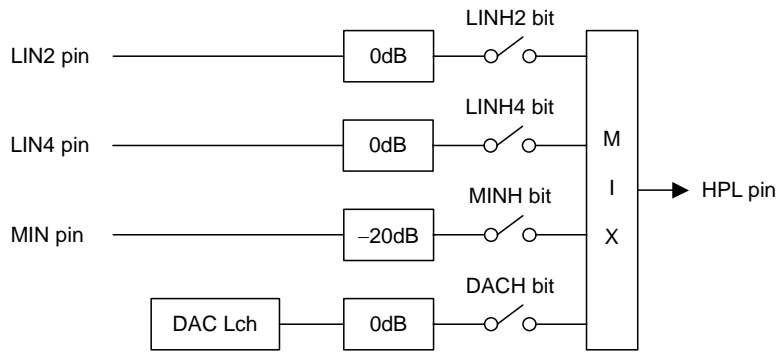 LINH2 bit
LIN2 pin
0dB
LINH4 bit
LIN4 pin
0dB
MINH bit
MIN pin
−20dB
DACH bit
DAC Lch
0dB
M
I
X
HPL pin